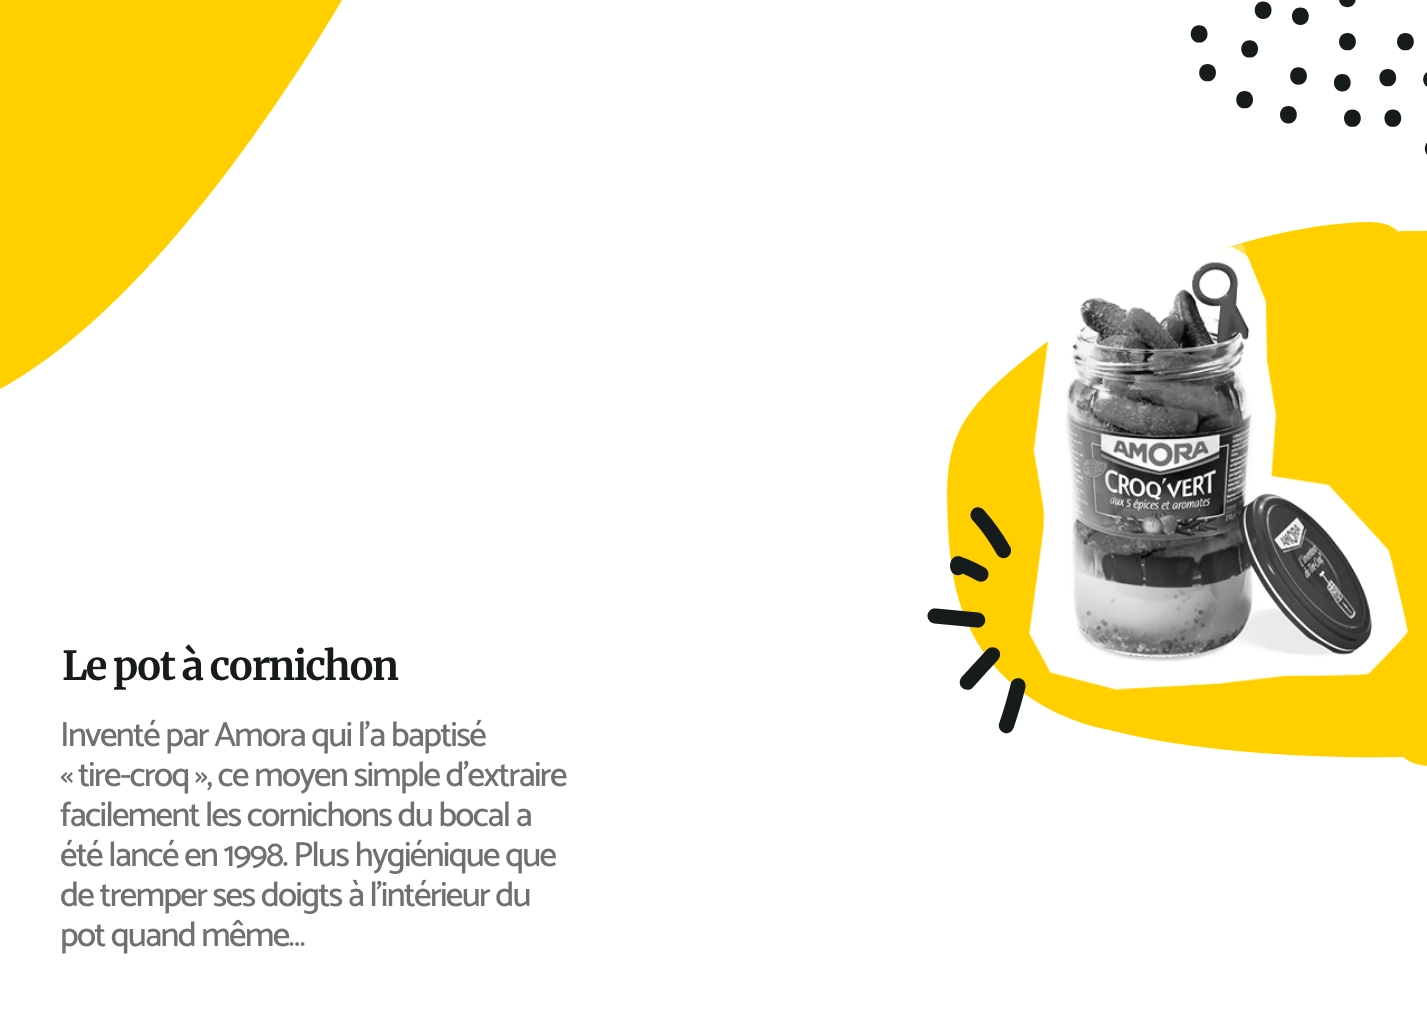 Le pot à cornichon
Inventé par Amora qui l’a baptisé
« tire-croq », ce moyen simple d’extraire
facilement les cornichons du bocal a
été lancé en 1998. Plus hygiénique que
de tremper ses doigts à l’intérieur du
pot quand même...
AMORA
CROQ'VERT
aux 5 épices et aromates
AMORA